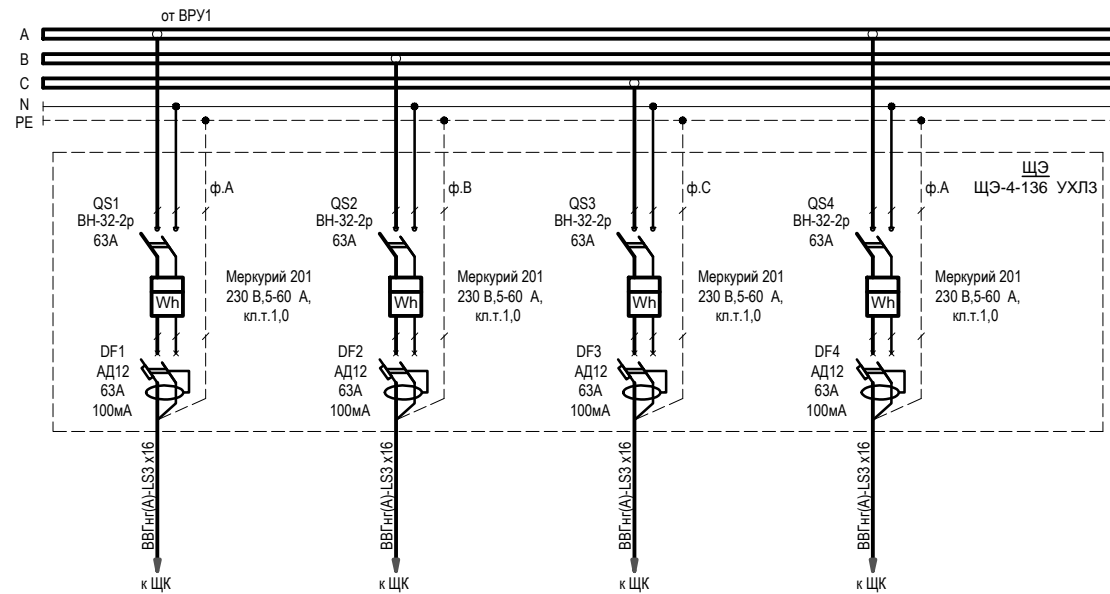 от ВРУ1
A
B
C
N
PE
ЩЭ
ЩЭ-4-136 УХЛ3
ф.А
ф.В
ф.С
ф.А
QS1
ВН-32-2р
63А
QS2
ВН-32-2р
63А
QS3
ВН-32-2р
63А
QS4
ВН-32-2р
63А
Меркурий 201
230 В,5-60 А,
кл.т.1,0
Меркурий 201
230 В,5-60 А,
кл.т.1,0
Меркурий 201
230 В,5-60 А,
кл.т.1,0
Меркурий 201
230 В,5-60 А,
кл.т.1,0
Wh
Wh
Wh
Wh
DF1
АД12
63А
100мА
DF2
АД12
63А
100мА
DF3
АД12
63А
100мА
DF4
АД12
63А
100мА
ВВГнг(А)-LS3 x16
ВВГнг(А)-LS3 x16
ВВГнг(А)-LS3 x16
ВВГнг(А)-LS3 x16
к ЩК
к ЩК
к ЩК
к ЩК